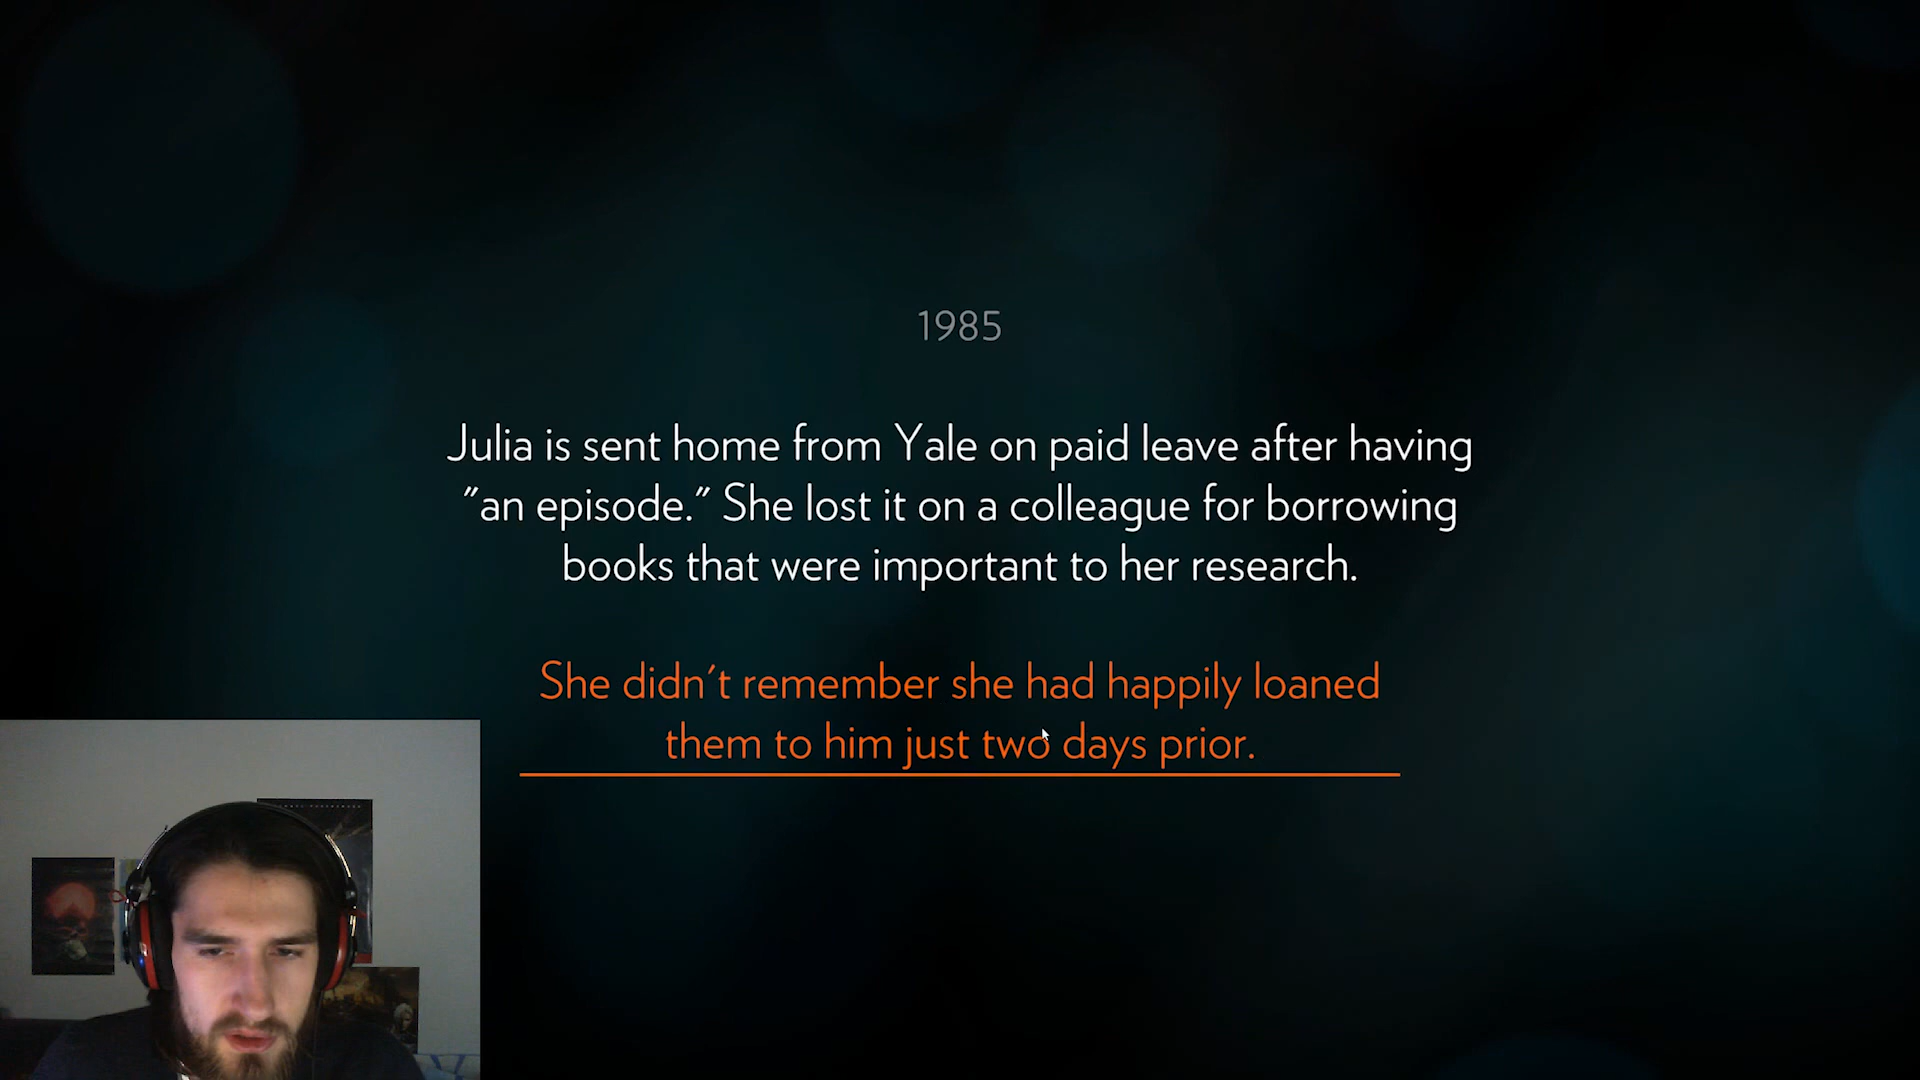 1985
Julia is sent home from Yale on paid leave after having
"an episode." She lost it on a colleague for borrowing
books that were important to her research.
She didn't remember she had happily loaned
them to him just two days prior.